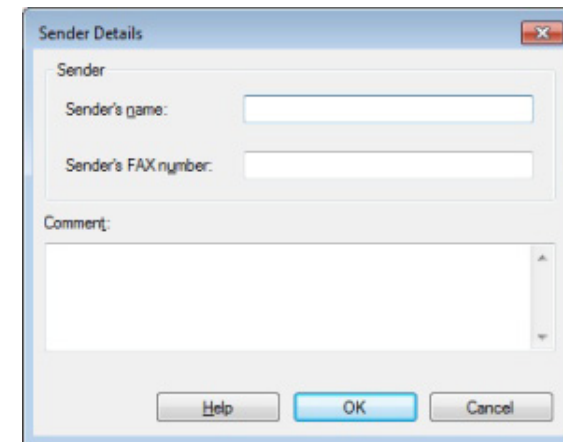 Sender Details
Sender
Sender's name:
Sender's FAX number:
Comment:
Help OK Cancel